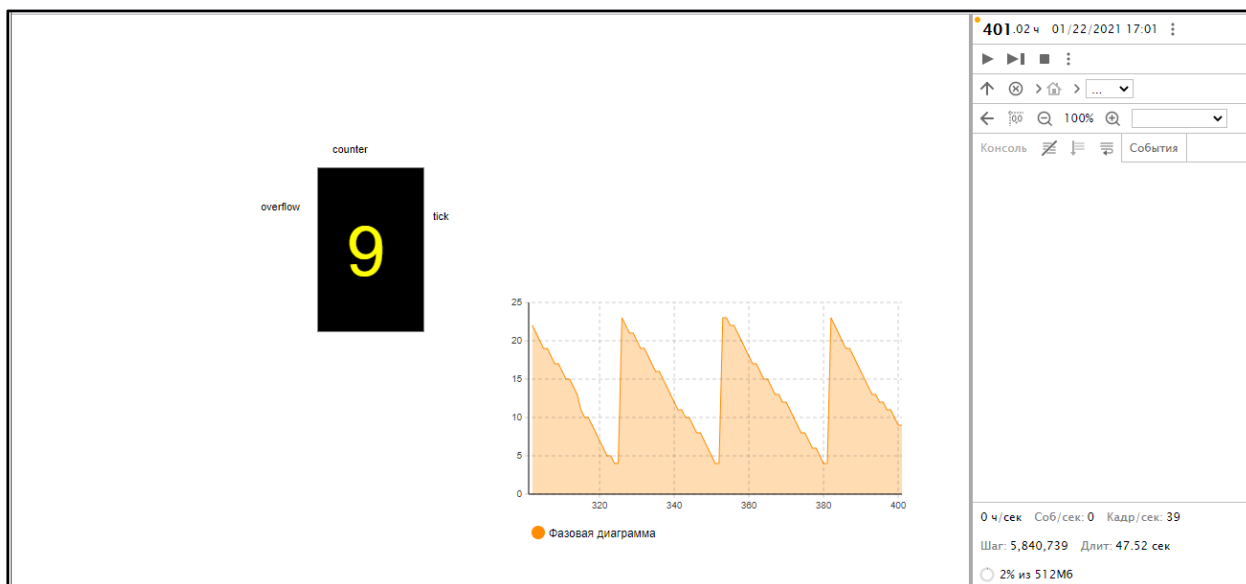 counter
overflow
9
tick
25
20
15
10
5
0
320
340
360
380
400
Фазовая диаграмма
401.02 ч 01/22/2021 17:01
...
0,0
100%
Консоль
События
0 ч/сек Соб/сек: 0 Кадр/сек: 39
Шаг: 5,840,739 Длит: 47.52 сек
2% из 512Мб